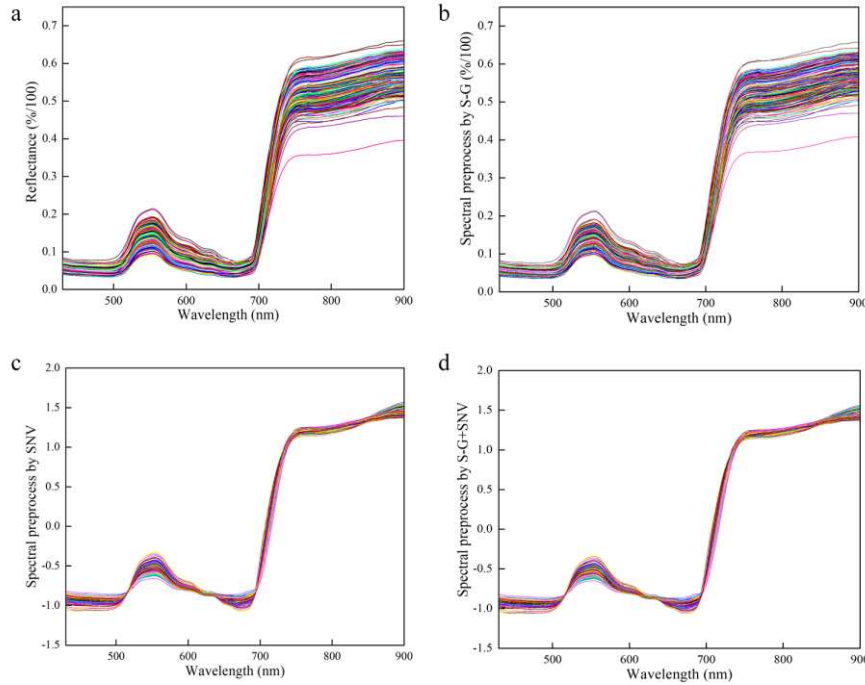 a
0.7
0.6
0.5
0.4
0.3
0.2
0.1
0.0
Reflectance (%/100)
500 600 700 800 900
Wavelength (nm)
b
0.7
0.6
0.5
0.4
0.3
0.2
0.1
0.0
Spectral preprocess by S-G (%/100)
500 600 700 800 900
Wavelength (nm)
c
2.0
1.5
1.0
0.5
0.0
-0.5
-1.0
-1.5
Spectral preprocess by SNV
500 600 700 800 900
Wavelength (nm)
d
2.0
1.5
1.0
0.5
0.0
-0.5
-1.0
-1.5
Spectral preprocess by S-G+SNV
500 600 700 800 900
Wavelength (nm)